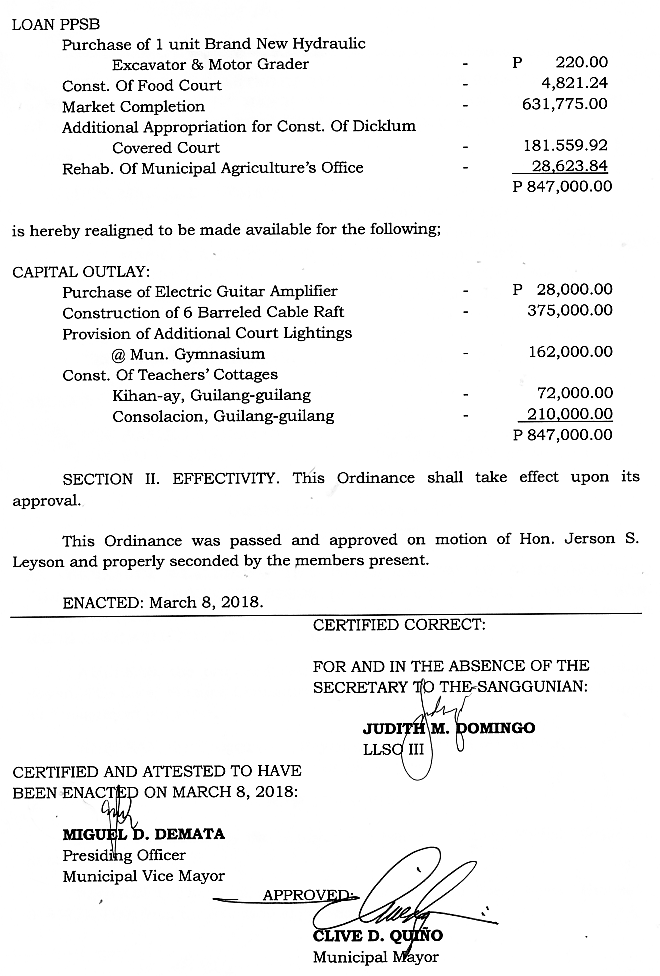 LOAN PPSB
Purchase of 1 unit Brand New Hydraulic
Excavator & Motor Grader - P 220.00
Const. Of Food Court - 4,821.24
Market Completion - 631,775.00
Additional Appropriation for Const. Of Dicklum
Covered Court - 181.559.92
Rehab. Of Municipal Agriculture's Office - 28,623.84
P 847,000.00
is hereby realigned to be made available for the following;
CAPITAL OUTLAY:
Purchase of Electric Guitar Amplifier - P 28,000.00
Construction of 6 Barreled Cable Raft - 375,000.00
Provision of Additional Court Lightings
@ Mun. Gymnasium - 162,000.00
Const. Of Teachers' Cottages
Kihan-ay, Guilang-guilang - 72,000.00
Consolacion, Guilang-guilang - 210,000.00
P 847,000.00
SECTION II. EFFECTIVITY. This Ordinance shall take effect upon its
approval.
This Ordinance was passed and approved on motion of Hon. Jerson S.
Leyson and properly seconded by the members present.
ENACTED: March 8, 2018.
CERTIFIED CORRECT:
FOR AND IN THE ABSENCE OF THE
SECRETARY TO THE SANGGUNIAN:
JUDITH M. DOMINGO
LLSO III
CERTIFIED AND ATTESTED TO HAVE
BEEN ENACTED ON MARCH 8, 2018:
MIGUEL D. DEMATA
Presiding Officer
Municipal Vice Mayor
APPROVED:
CLIVE D. QUIÑO
Municipal Mayor